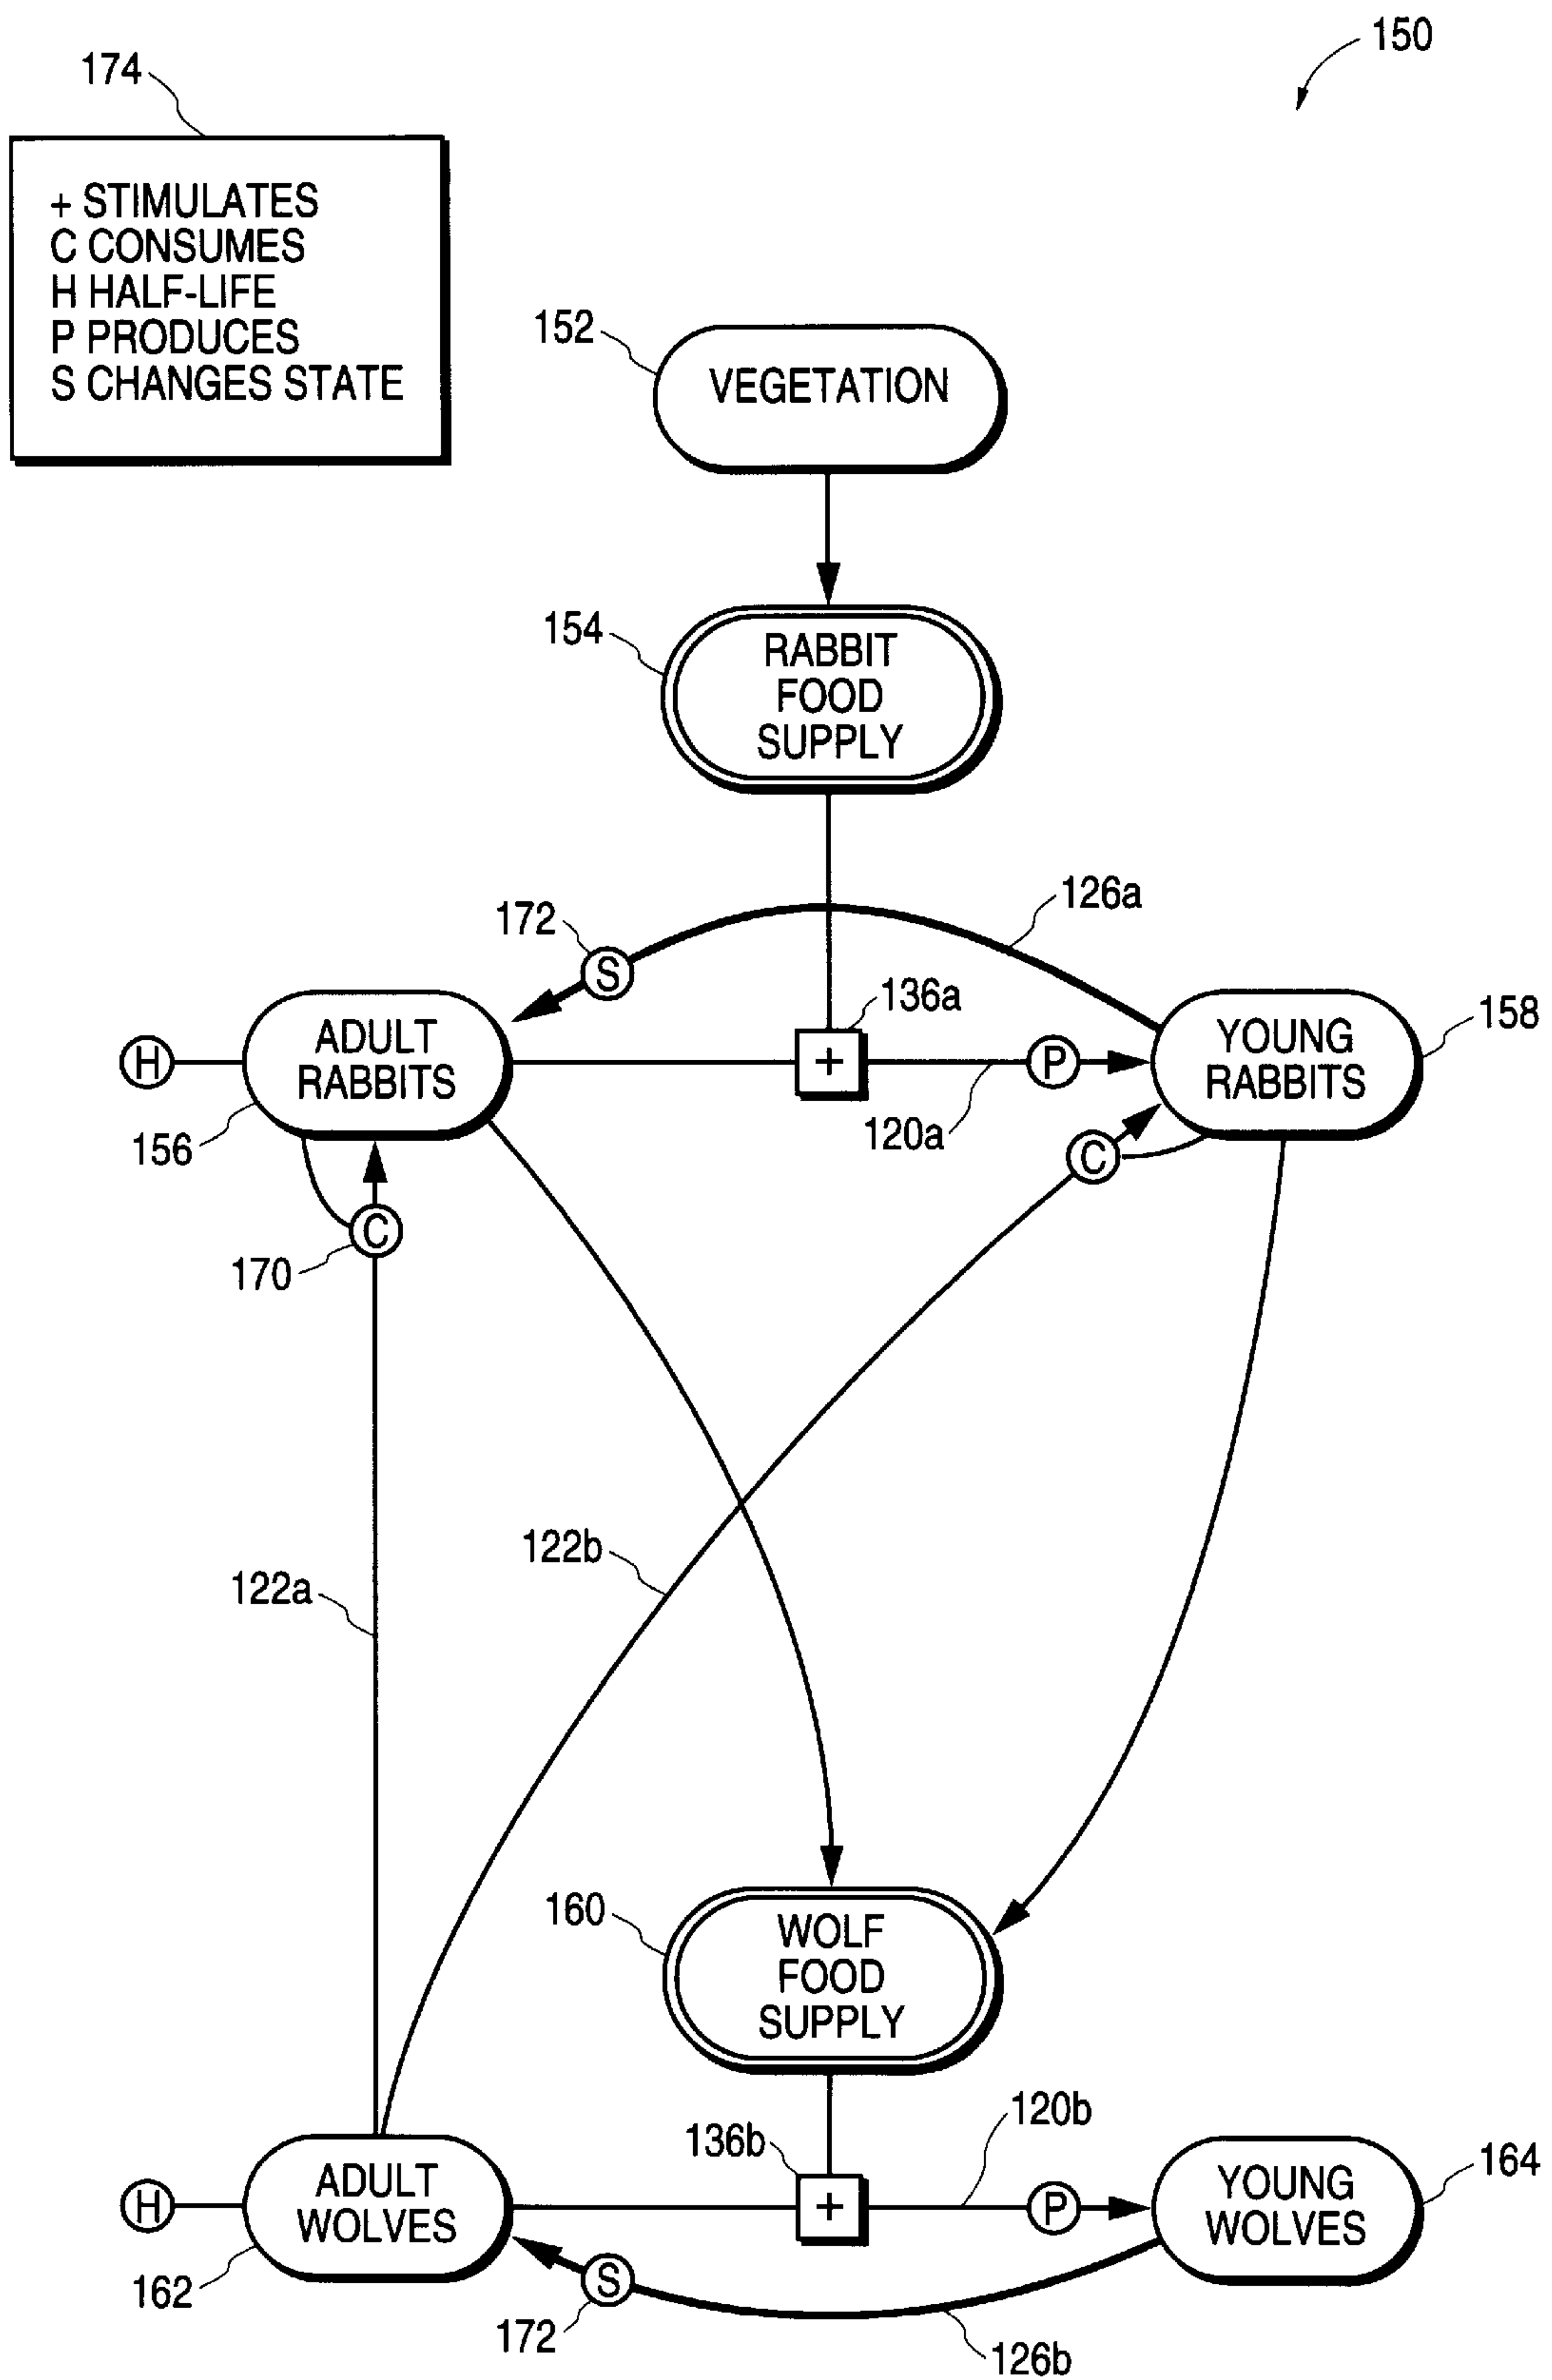 150
174
+ STIMULATES
C CONSUMES
H HALF-LIFE
P PRODUCES
S CHANGES STATE
152
VEGETATION
154
RABBIT
FOOD
SUPPLY
126a
172
S
136a
158
H
ADULT
RABBITS
+
P
YOUNG
RABBITS
156
120a
C
C
170
122b
122a
160
WOLF
FOOD
SUPPLY
120b
136b
164
H
ADULT
WOLVES
+
P
YOUNG
WOLVES
162
S
172
126b